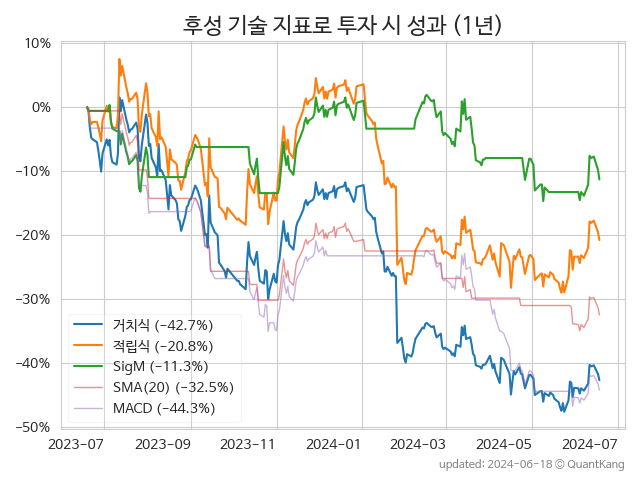 후성 기술 지표로 투자 시 성과 (1년)
10%
0%
−10%
−20%
−30%
−40%
−50%
거치식 (−42.7%)
적립식 (−20.8%)
SigM (−11.3%)
SMA(20) (−32.5%)
MACD (−44.3%)
2023−07 2023−09 2023−11 2024−01 2024−03 2024−05 2024−07
updated: 2024−06−18 ⓒ QuantKang